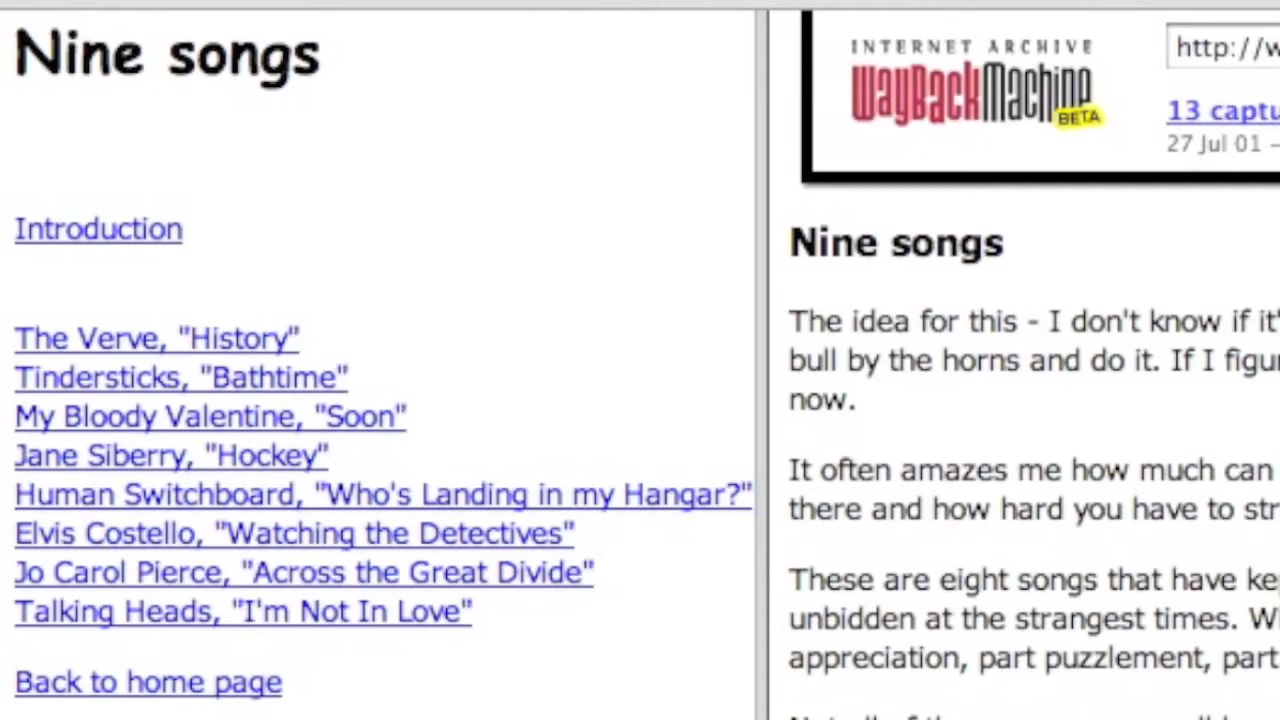 Nine songs
Introduction
The Verve, "History"
Tindersticks, "Bathtime"
My Bloody Valentine, "Soon"
Jane Siberry, "Hockey"
Human Switchboard, "Who's Landing in my Hangar?"
Elvis Costello, "Watching the Detectives"
Jo Carol Pierce, "Across the Great Divide"
Talking Heads, "I'm Not In Love"
Back to home page
INTERNET ARCHIVE
WayBackMachine
BETA
http://w
13 captu
27 Jul 01 –
Nine songs
The idea for this - I don't know if it'
bull by the horns and do it. If I figu
now.
It often amazes me how much can
there and how hard you have to str
These are eight songs that have ke
unbidden at the strangest times. W
appreciation, part puzzlement, part